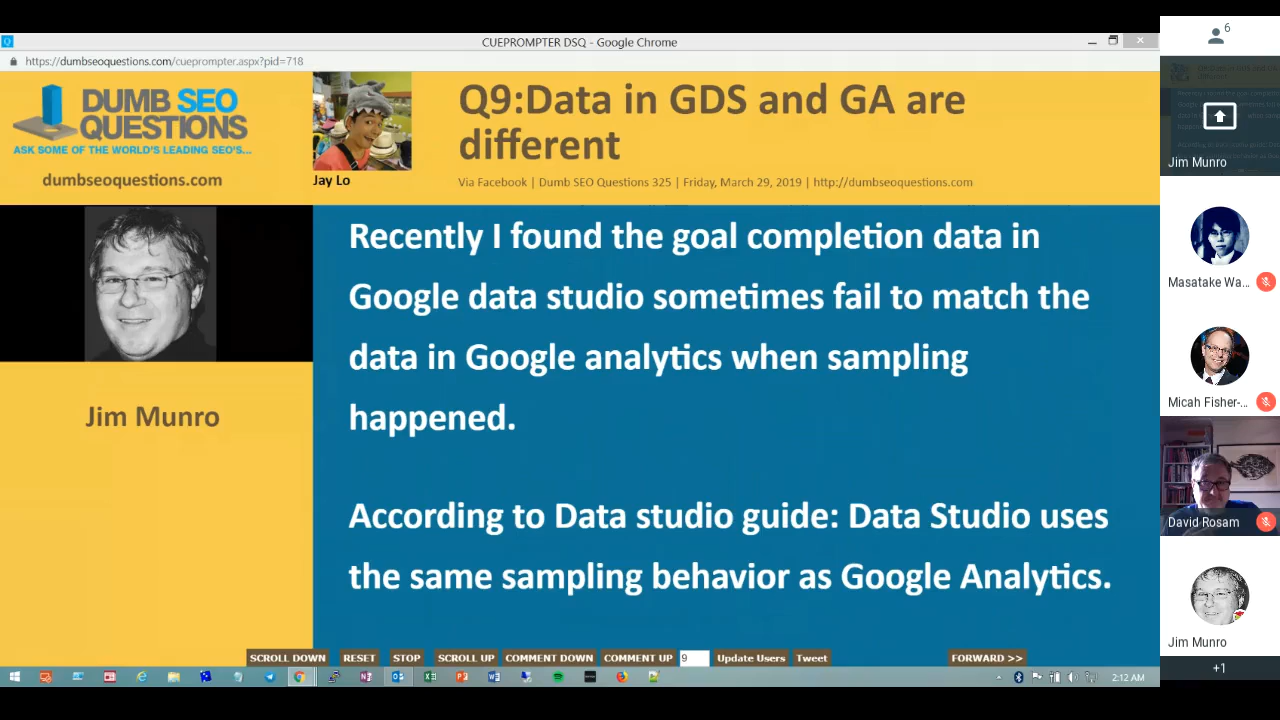 CUEPROMPTER DSQ - Google Chrome
https://dumbseoquestions.com/cueprompter.aspx?pid=718
DUMB SEO
QUESTIONS
ASK SOME OF THE WORLD'S LEADING SEO'S...
dumbseoquestions.com
Jay Lo
Q9:Data in GDS and GA are
different
Via Facebook | Dumb SEO Questions 325 | Friday, March 29, 2019 | http://dumbseoquestions.com
Jim Munro
Recently I found the goal completion data in
Google data studio sometimes fail to match the
data in Google analytics when sampling
happened.
According to Data studio guide: Data Studio uses
the same sampling behavior as Google Analytics.
SCROLL DOWN RESET STOP SCROLL UP COMMENT DOWN COMMENT UP 9 Update Users Tweet FORWARD >>
2:12 AM
6
Jim Munro
Masatake Wa...
Micah Fisher-...
David Rosam
Jim Munro
+1